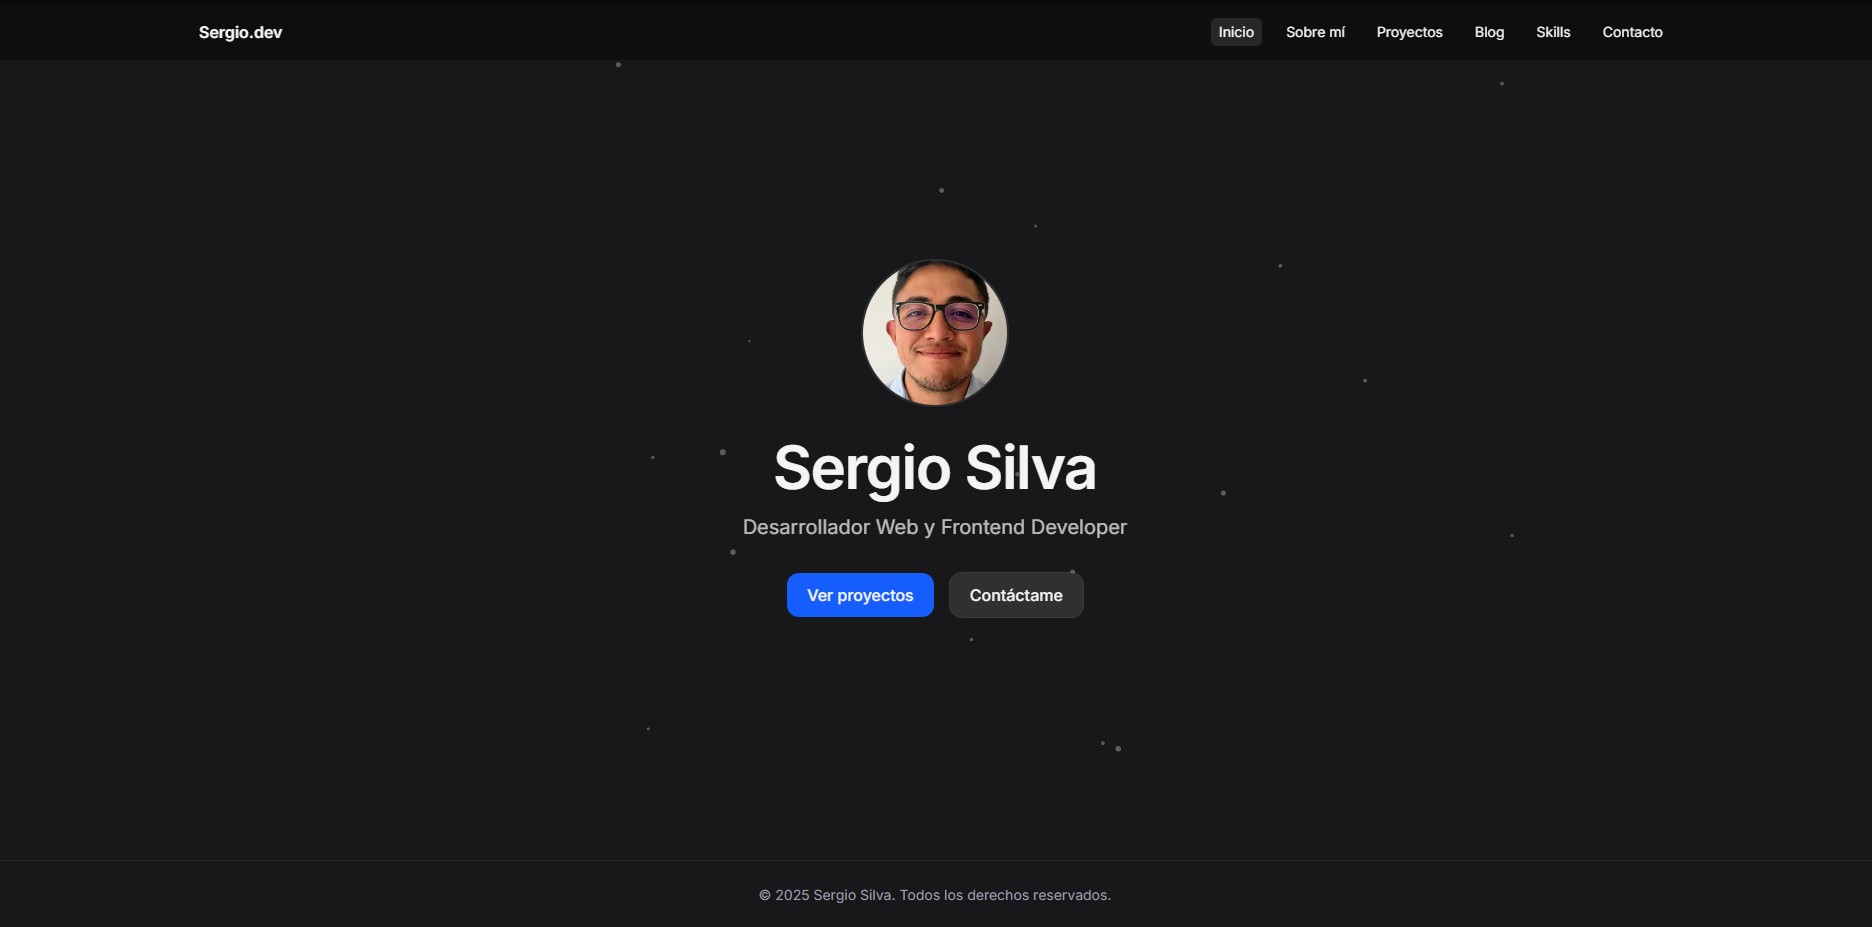 Sergio.dev
Inicio Sobre mí Proyectos Blog Skills Contacto
Sergio Silva
Desarrollador Web y Frontend Developer
Ver proyectos Contáctame
© 2025 Sergio Silva. Todos los derechos reservados.